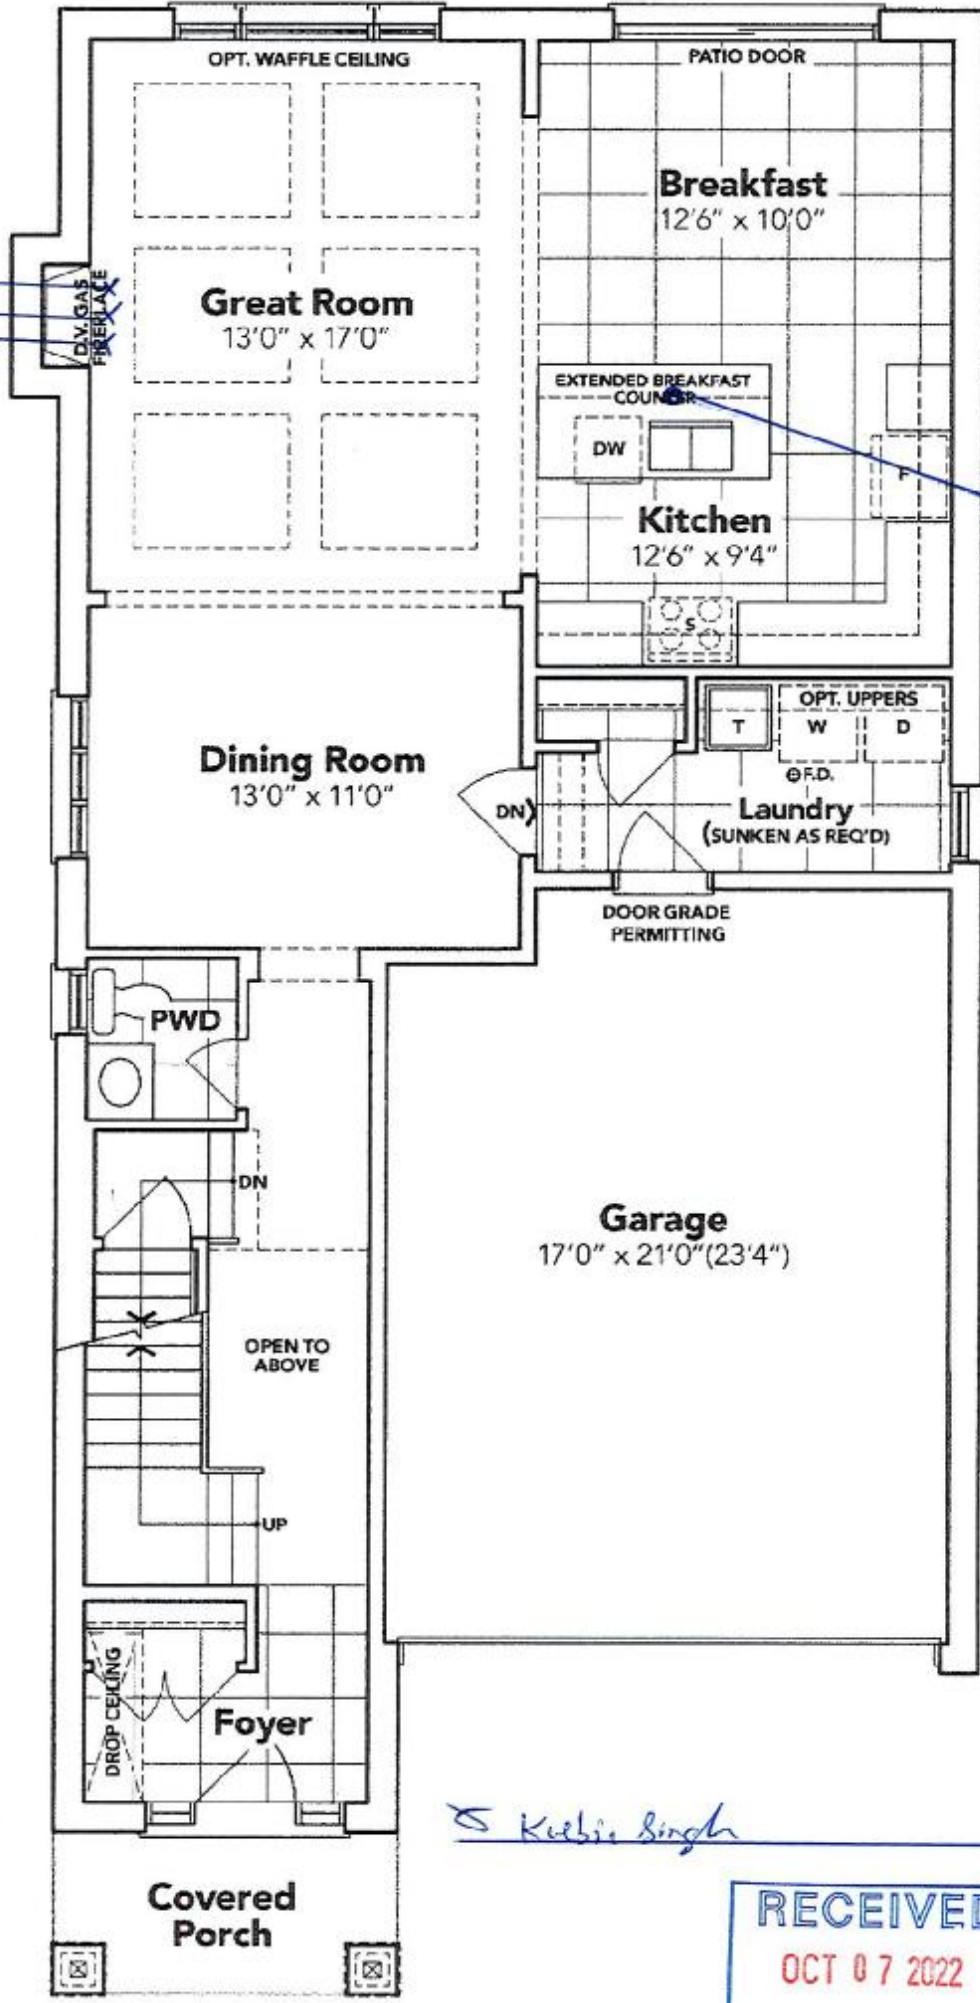 OPT. WAFFLE CEILING
PATIO DOOR
Breakfast
12'6" x 10'0"
D.V. GAS
FIREPLACE
Great Room
13'0" x 17'0"
EXTENDED BREAKFAST
COUNTER
DW
F
Kitchen
12'6" x 9'4"
S
OPT. UPPERS
T
W
D
Dining Room
13'0" x 11'0"
F.D.
DN
Laundry
(SUNKEN AS REQ'D)
DOOR GRADE
PERMITTING
PWD
DN
Garage
17'0" x 21'0"(23'4")
OPEN TO
ABOVE
UP
DROP CEILING
Foyer
Singh
Covered
Porch
RECEIVED
OCT 07 2022